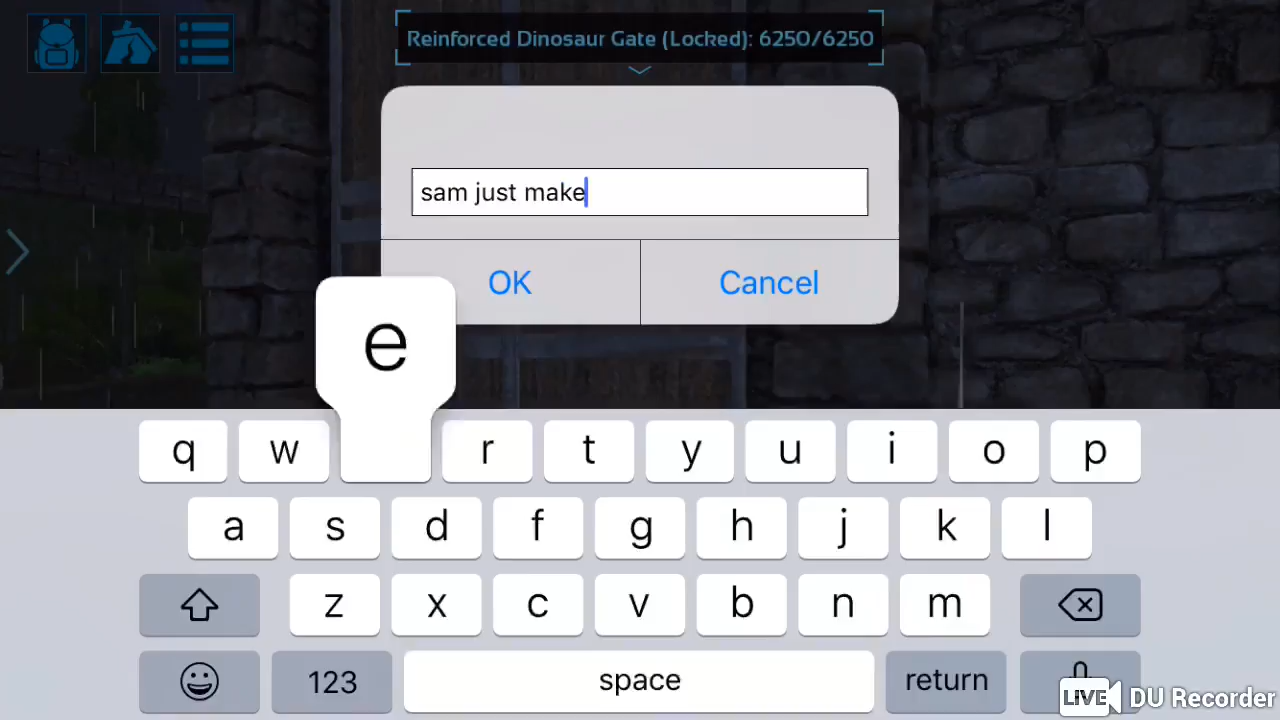 Reinforced Dinosaur Gate (Locked): 6250/6250
sam just make
OK Cancel
e
q w r t y u i o p
a s d f g h j k l
z x c v b n m
123 space return
LIVE DU Recorder